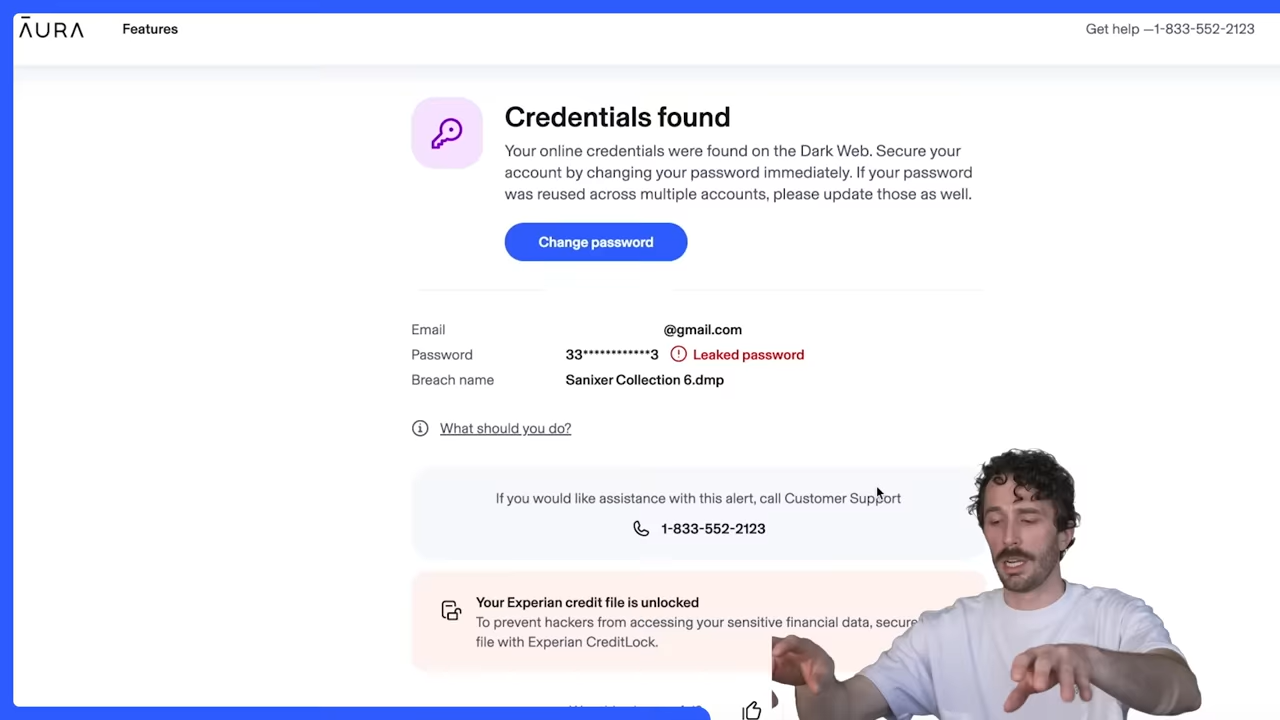 ĀURA Features Get help —1-833-552-2123
Credentials found
Your online credentials were found on the Dark Web. Secure your
account by changing your password immediately. If your password
was reused across multiple accounts, please update those as well.
Change password
Email @gmail.com
Password 33************3 Leaked password
Breach name Sanixer Collection 6.dmp
What should you do?
If you would like assistance with this alert, call Customer Support
1-833-552-2123
Your Experian credit file is unlocked
To prevent hackers from accessing your sensitive financial data, secure
file with Experian CreditLock.